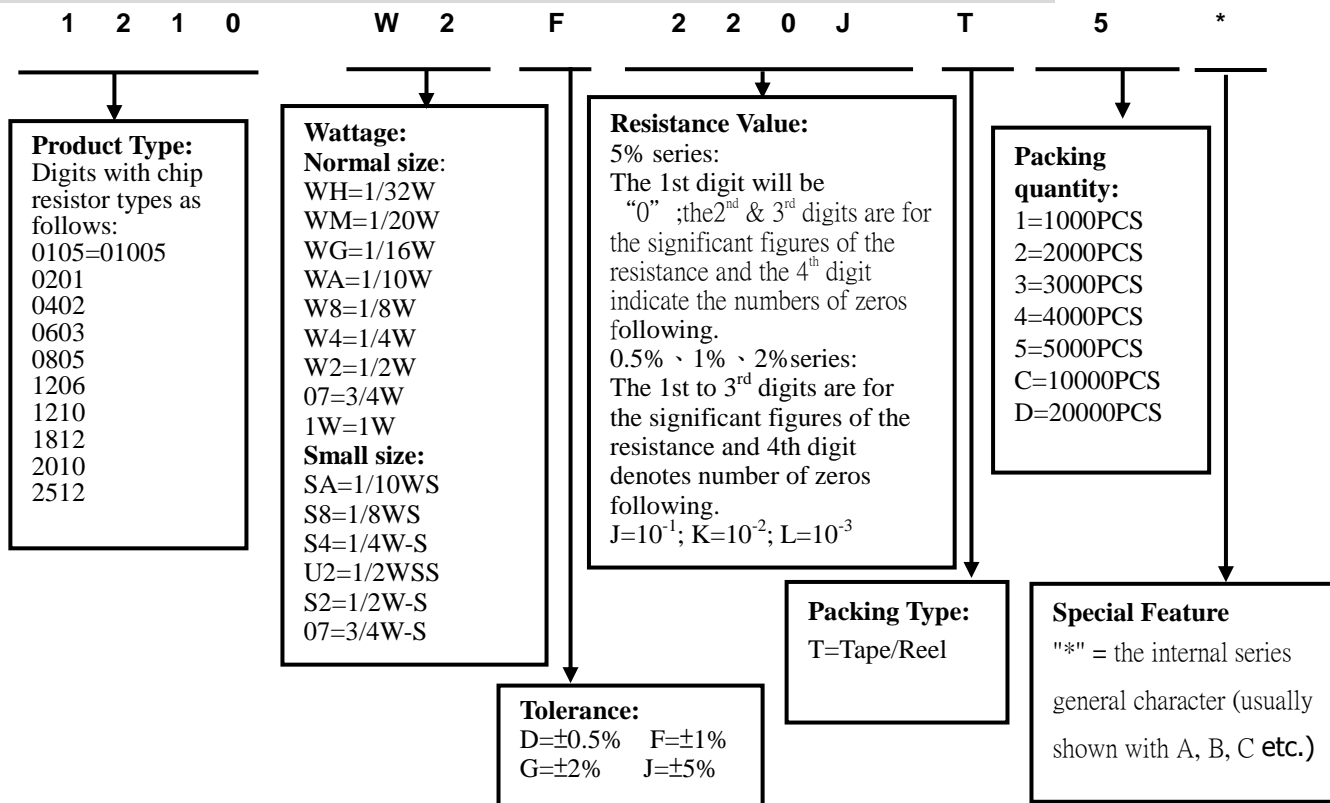 1 2 1 0 W 2 F 2 2 0 J T 5 *
Product Type:
Digits with chip
resistor types as
follows:
0105=01005
0201
0402
0603
0805
1206
1210
1812
2010
2512
Wattage:
Normal size:
WH=1/32W
WM=1/20W
WG=1/16W
WA=1/10W
W8=1/8W
W4=1/4W
W2=1/2W
07=3/4W
1W=1W
Small size:
SA=1/10WS
S8=1/8WS
S4=1/4W-S
U2=1/2WSS
S2=1/2W-S
07=3/4W-S
Tolerance:
D=±0.5% F=±1%
G=±2% J=±5%
Resistance Value:
5% series:
The 1st digit will be
“0” ;the2nd & 3rd digits are for
the significant figures of the
resistance and the 4th digit
indicate the numbers of zeros
following.
0.5%、1%、2%series:
The 1st to 3rd digits are for
the significant figures of the
resistance and 4th digit
denotes number of zeros
following.
J=10-1; K=10-2; L=10-3
Packing Type:
T=Tape/Reel
Packing
quantity:
1=1000PCS
2=2000PCS
3=3000PCS
4=4000PCS
5=5000PCS
C=10000PCS
D=20000PCS
Special Feature
"*" = the internal series
general character (usually
shown with A, B, C etc.)